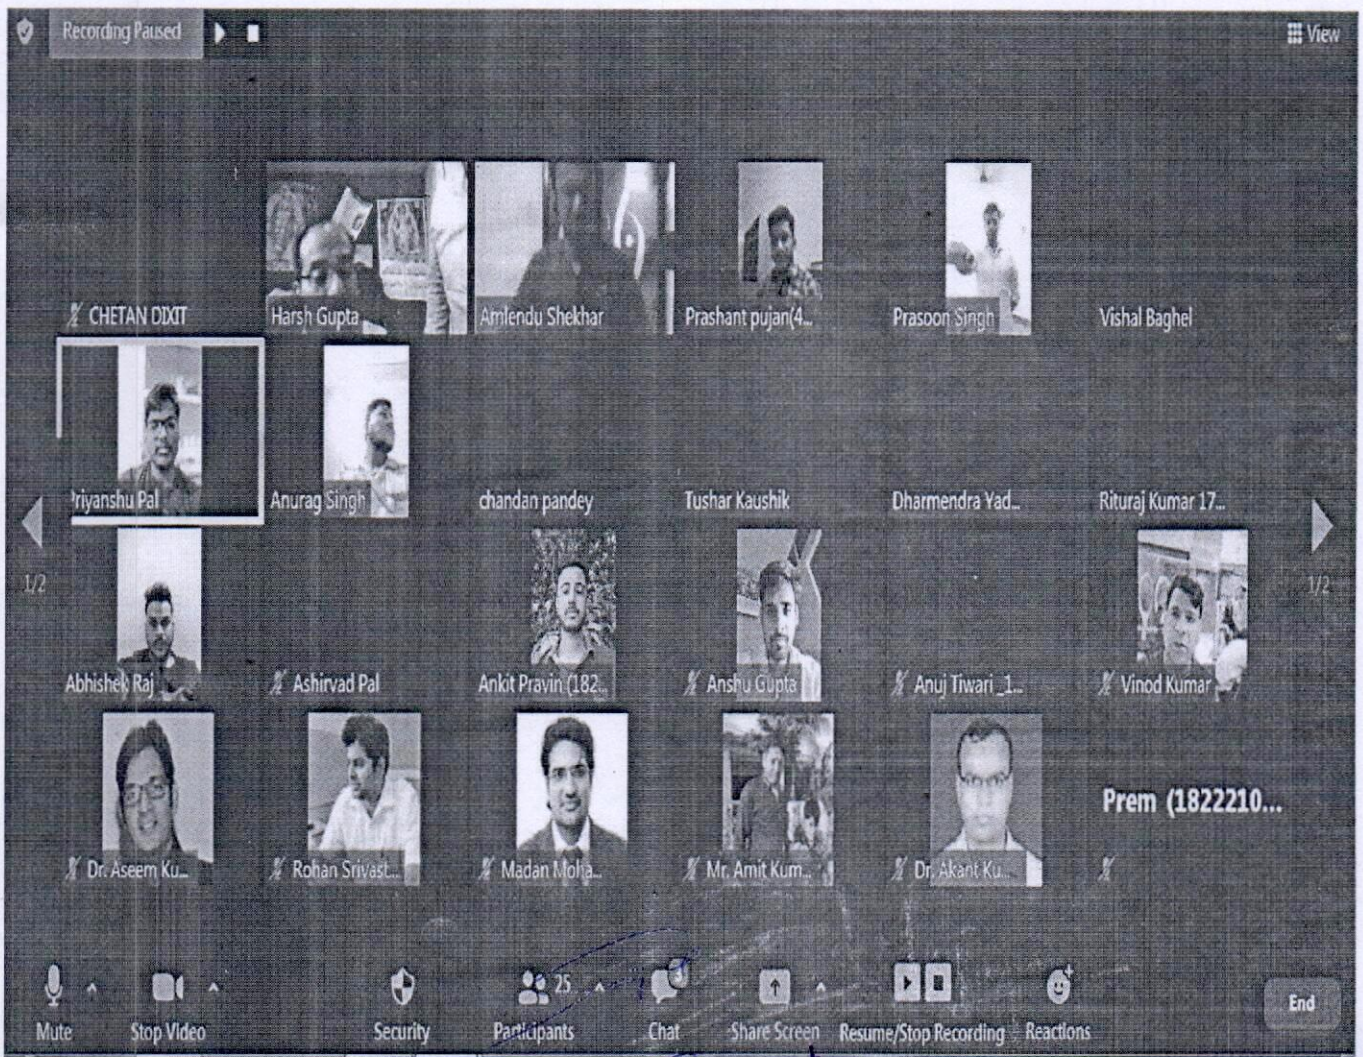 Recording Paused
View
CHETAN DIXIT
Harsh Gupta
Amlendu Shekhar
Prashant pujan(4...
Prasoon Singh
Vishal Baghel
Priyanshu Pal
Anurag Singh
chandan pandey
Tushar Kaushik
Dharmendra Yad...
Rituraj Kumar 17...
1/2
1/2
Abhishek Raj
Ashirvad Pal
Ankit Pravin (182...
Anshu Gupta
Anuj Tiwari _1...
Vinod Kumar
Prem (1822210...
Dr. Aseem Ku...
Rohan Srivast...
Madan Moha...
Mr. Amit Kum...
Dr. Akant Ku...
25
3
Mute
Stop Video
Security
Participants
Chat
Share Screen
Resume/Stop Recording
Reactions
End